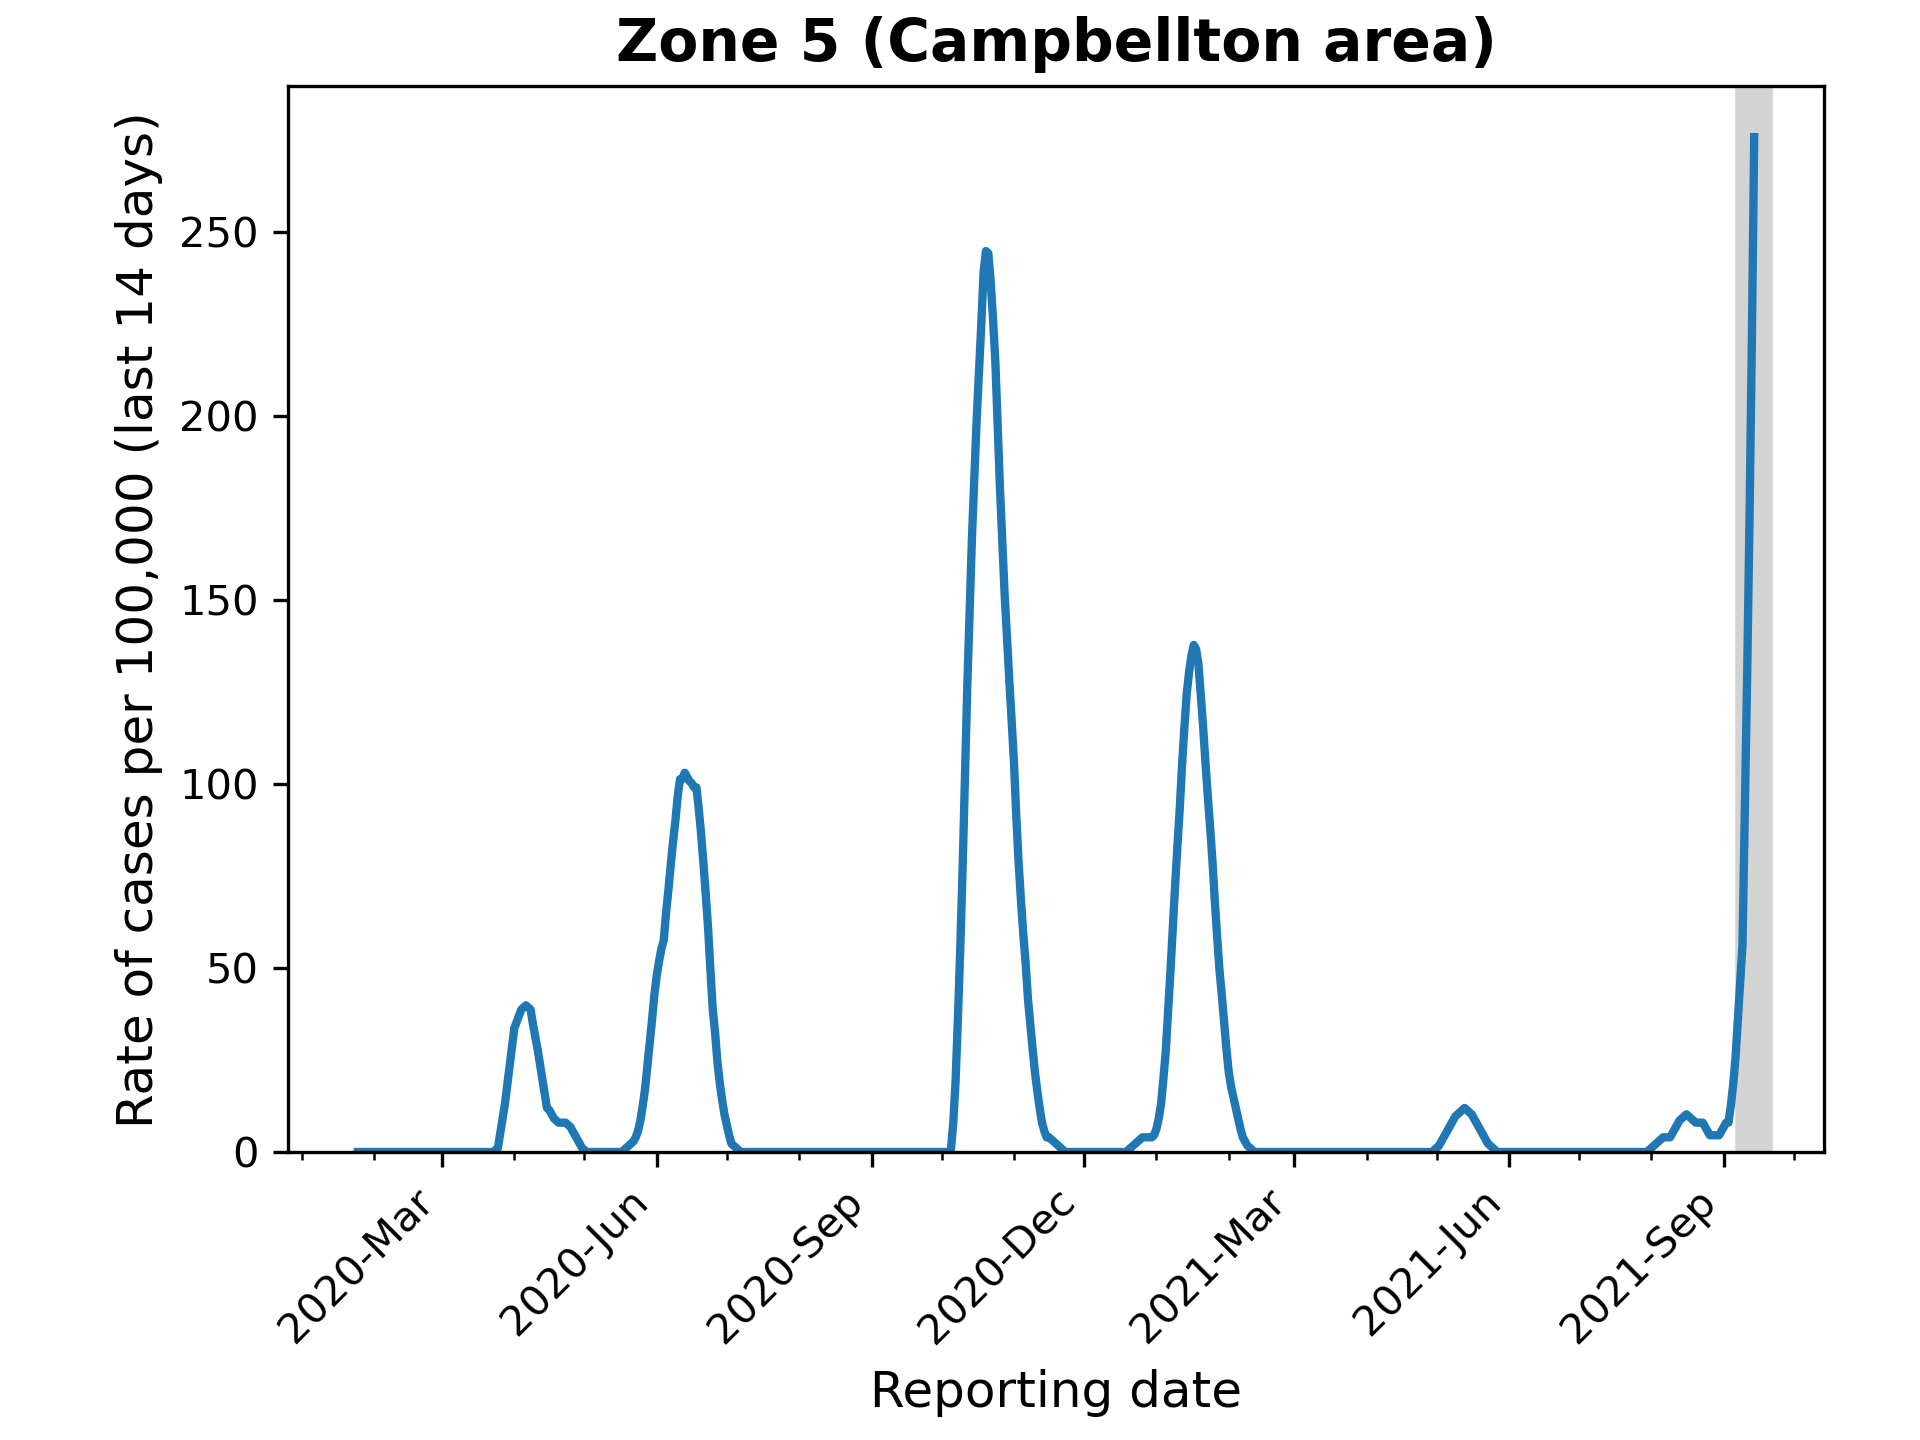 Zone 5 (Campbellton area)
Rate of cases per 100,000 (last 14 days)
250
200
150
100
50
0
2020-Mar
2020-Jun
2020-Sep
2020-Dec
2021-Mar
2021-Jun
2021-Sep
Reporting date